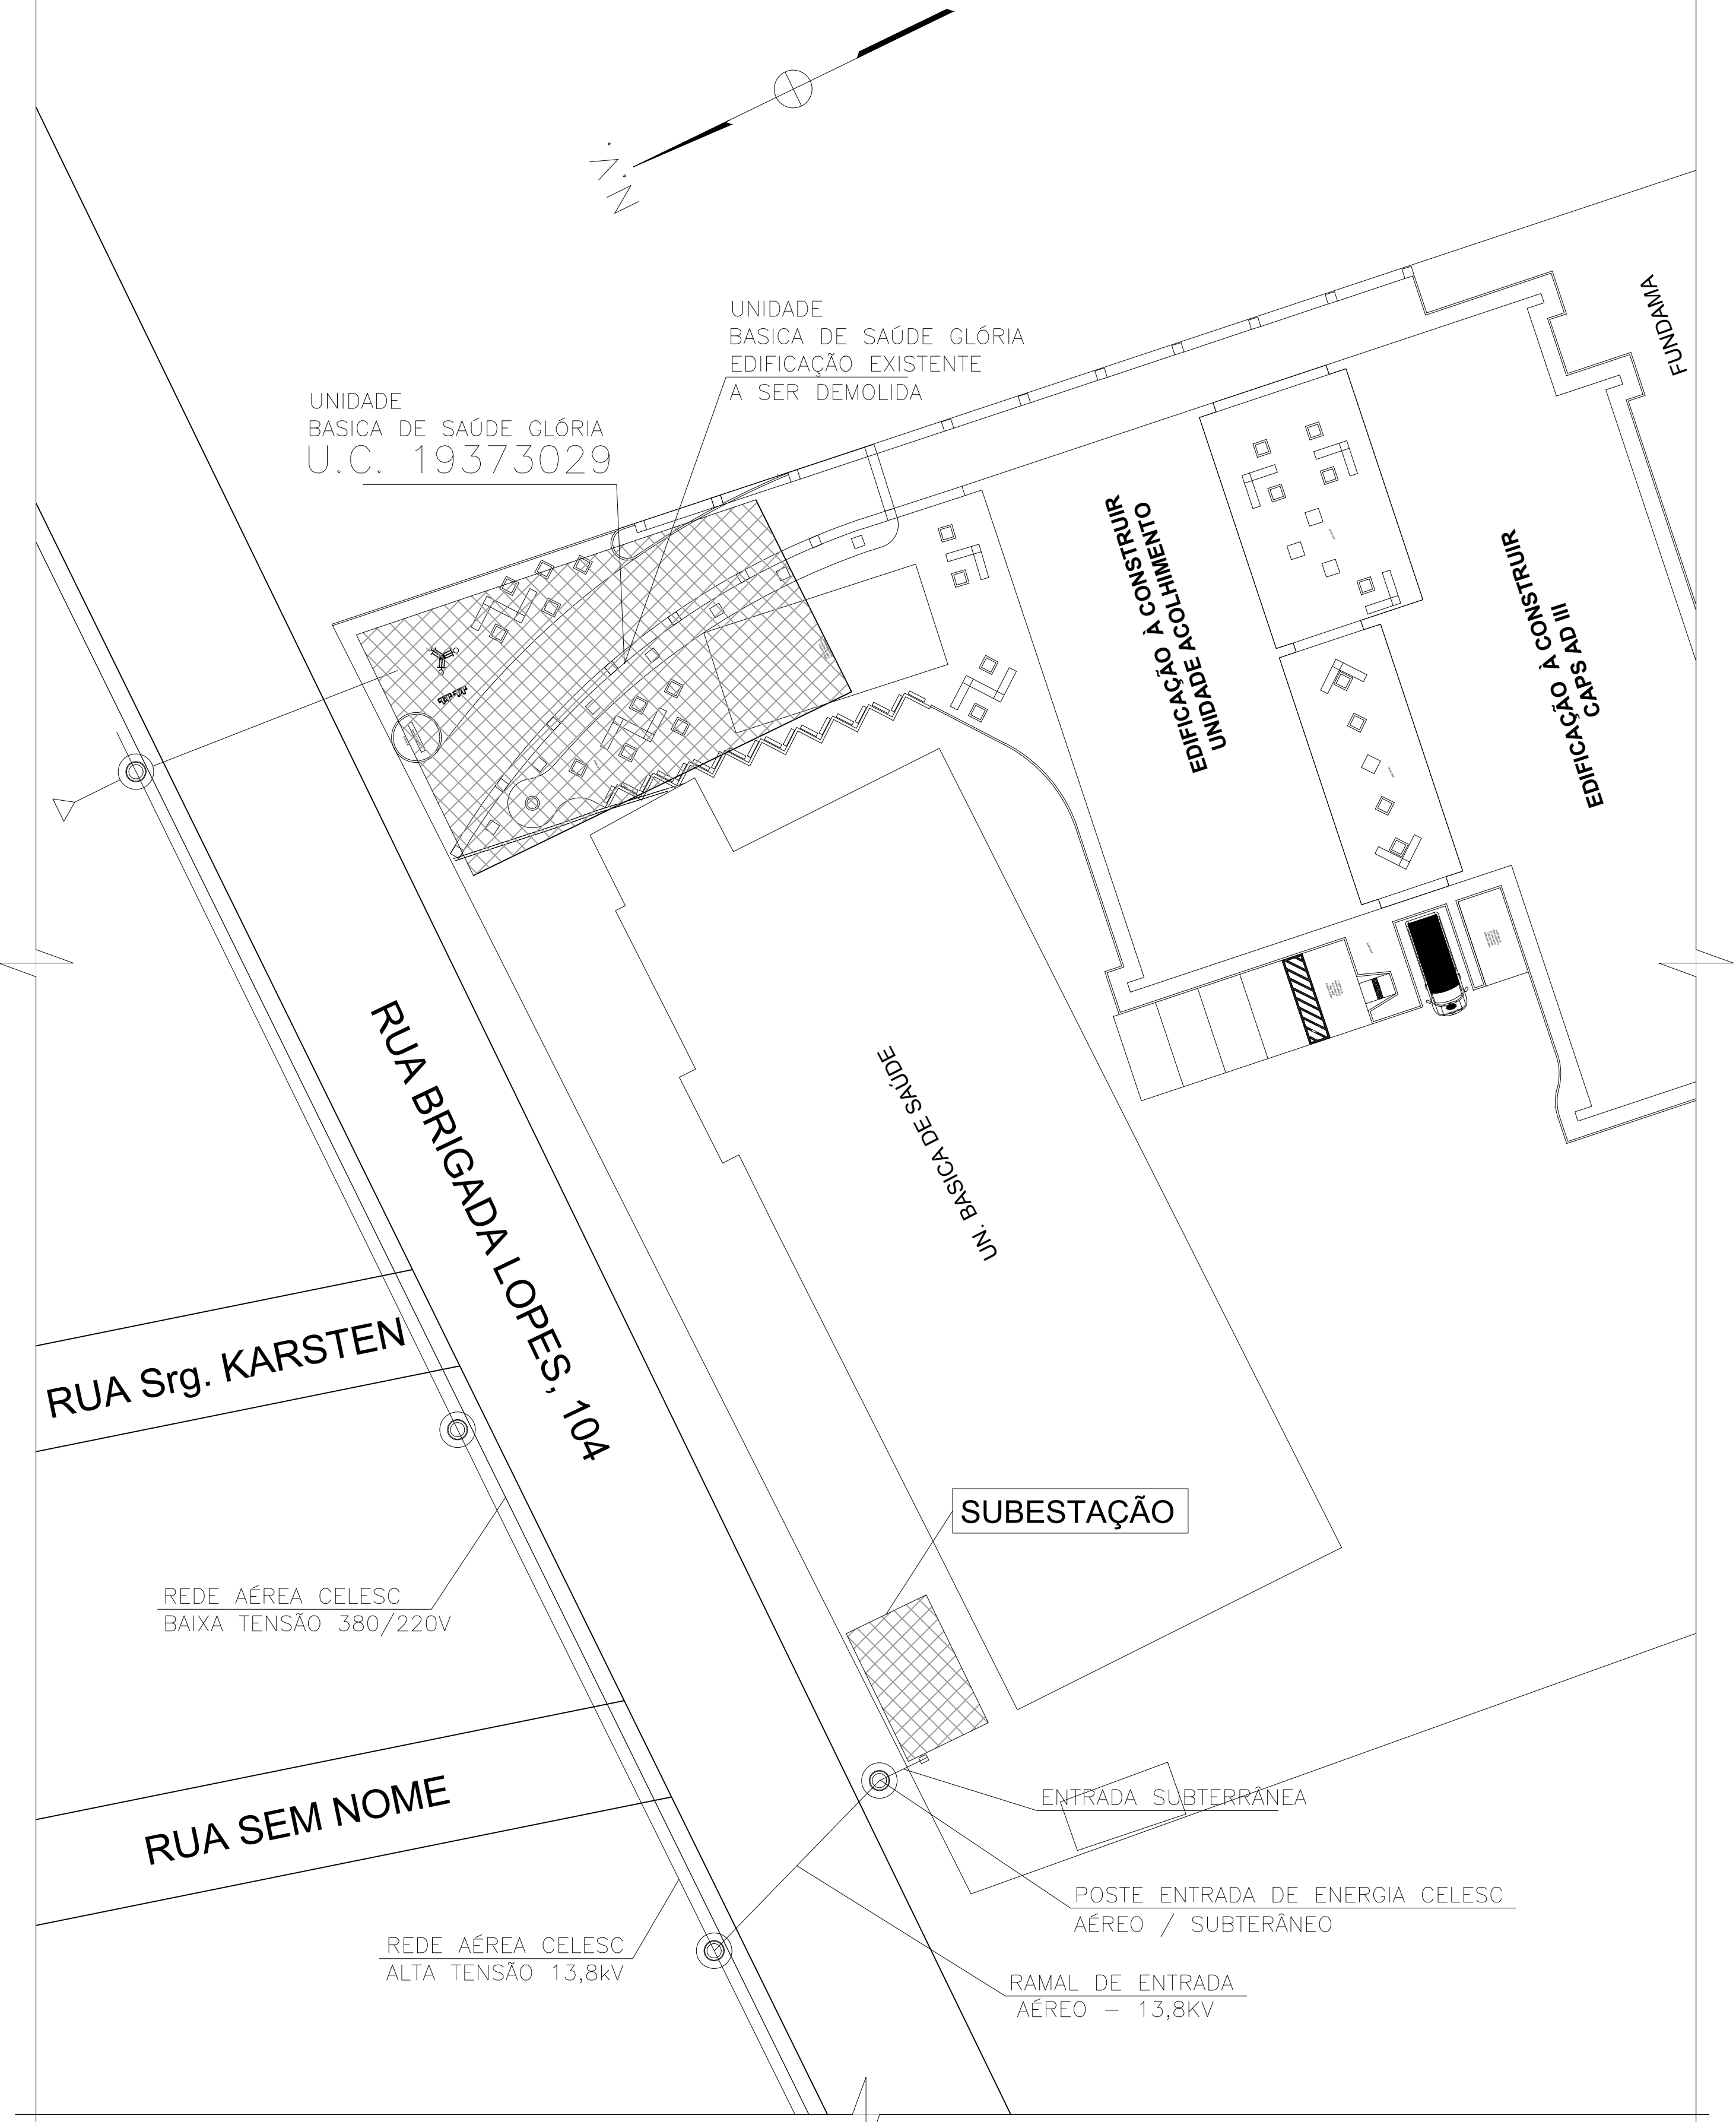 N.V.
UNIDADE
BASICA DE SAÚDE GLÓRIA
EDIFICAÇÃO EXISTENTE
A SER DEMOLIDA
UNIDADE
BASICA DE SAÚDE GLÓRIA
U.C. 19373029
FUNDAMA
EDIFICAÇÃO À CONSTRUIR
UNIDADE ACOLHIMENTO
EDIFICAÇÃO À CONSTRUIR
CAPS AD III
RUA BRIGADA LOPES, 104
UN. BASICA DE SAÚDE
RUA Srg. KARSTEN
SUBESTAÇÃO
REDE AÉREA CELESC
BAIXA TENSÃO 380/220V
RUA SEM NOME
ENTRADA SUBTERRÂNEA
POSTE ENTRADA DE ENERGIA CELESC
AÉREO / SUBTERÂNEO
REDE AÉREA CELESC
ALTA TENSÃO 13,8kV
RAMAL DE ENTRADA
AÉREO – 13,8KV